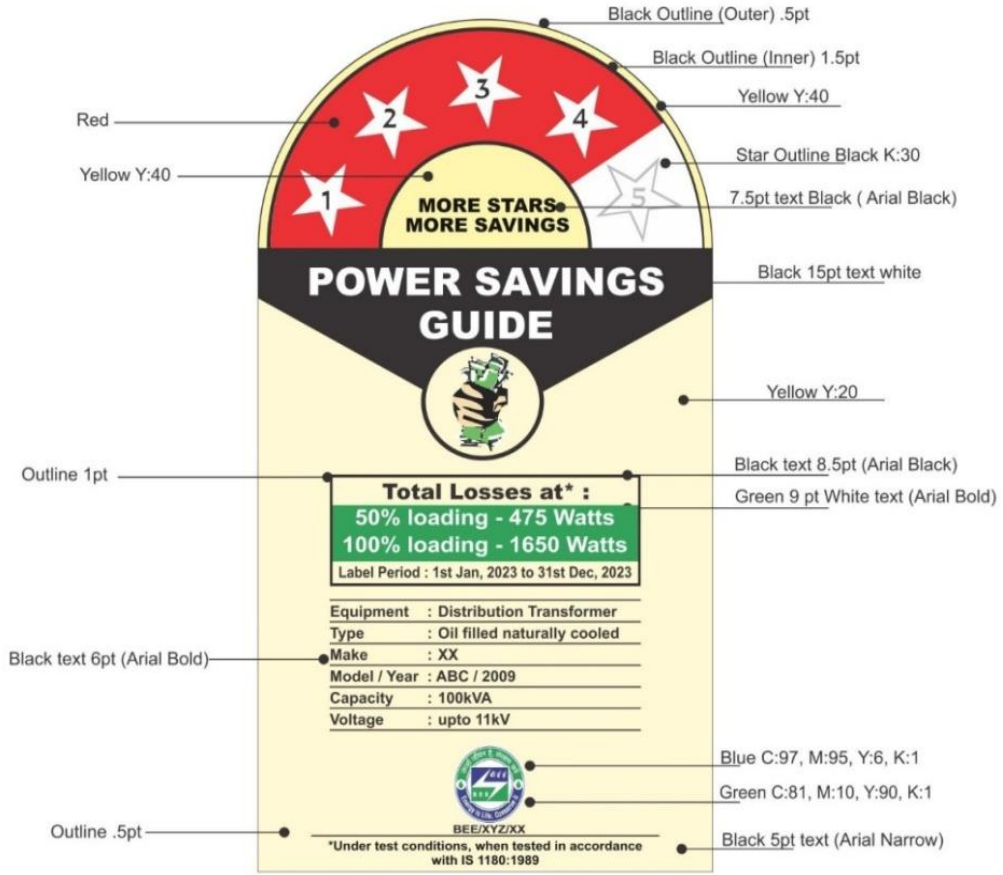 Black Outline (Outer) .5pt
Black Outline (Inner) 1.5pt
Yellow Y:40
Red
Star Outline Black K:30
Yellow Y:40
7.5pt text Black ( Arial Black)
1
2
3
4
5
MORE STARS
MORE SAVINGS
Black 15pt text white
POWER SAVINGS
GUIDE
Yellow Y:20
Outline 1pt
Black text 8.5pt (Arial Black)
Green 9 pt White text (Arial Bold)
Total Losses at* :
50% loading - 475 Watts
100% loading - 1650 Watts
Label Period : 1st Jan, 2023 to 31st Dec, 2023
Equipment : Distribution Transformer
Type : Oil filled naturally cooled
Black text 6pt (Arial Bold)
Make : XX
Model / Year : ABC / 2009
Capacity : 100kVA
Voltage : upto 11kV
Blue C:97, M:95, Y:6, K:1
Green C:81, M:10, Y:90, K:1
BEE/XYZ/XX
Outline .5pt
*Under test conditions, when tested in accordance
with IS 1180:1989
Black 5pt text (Arial Narrow)